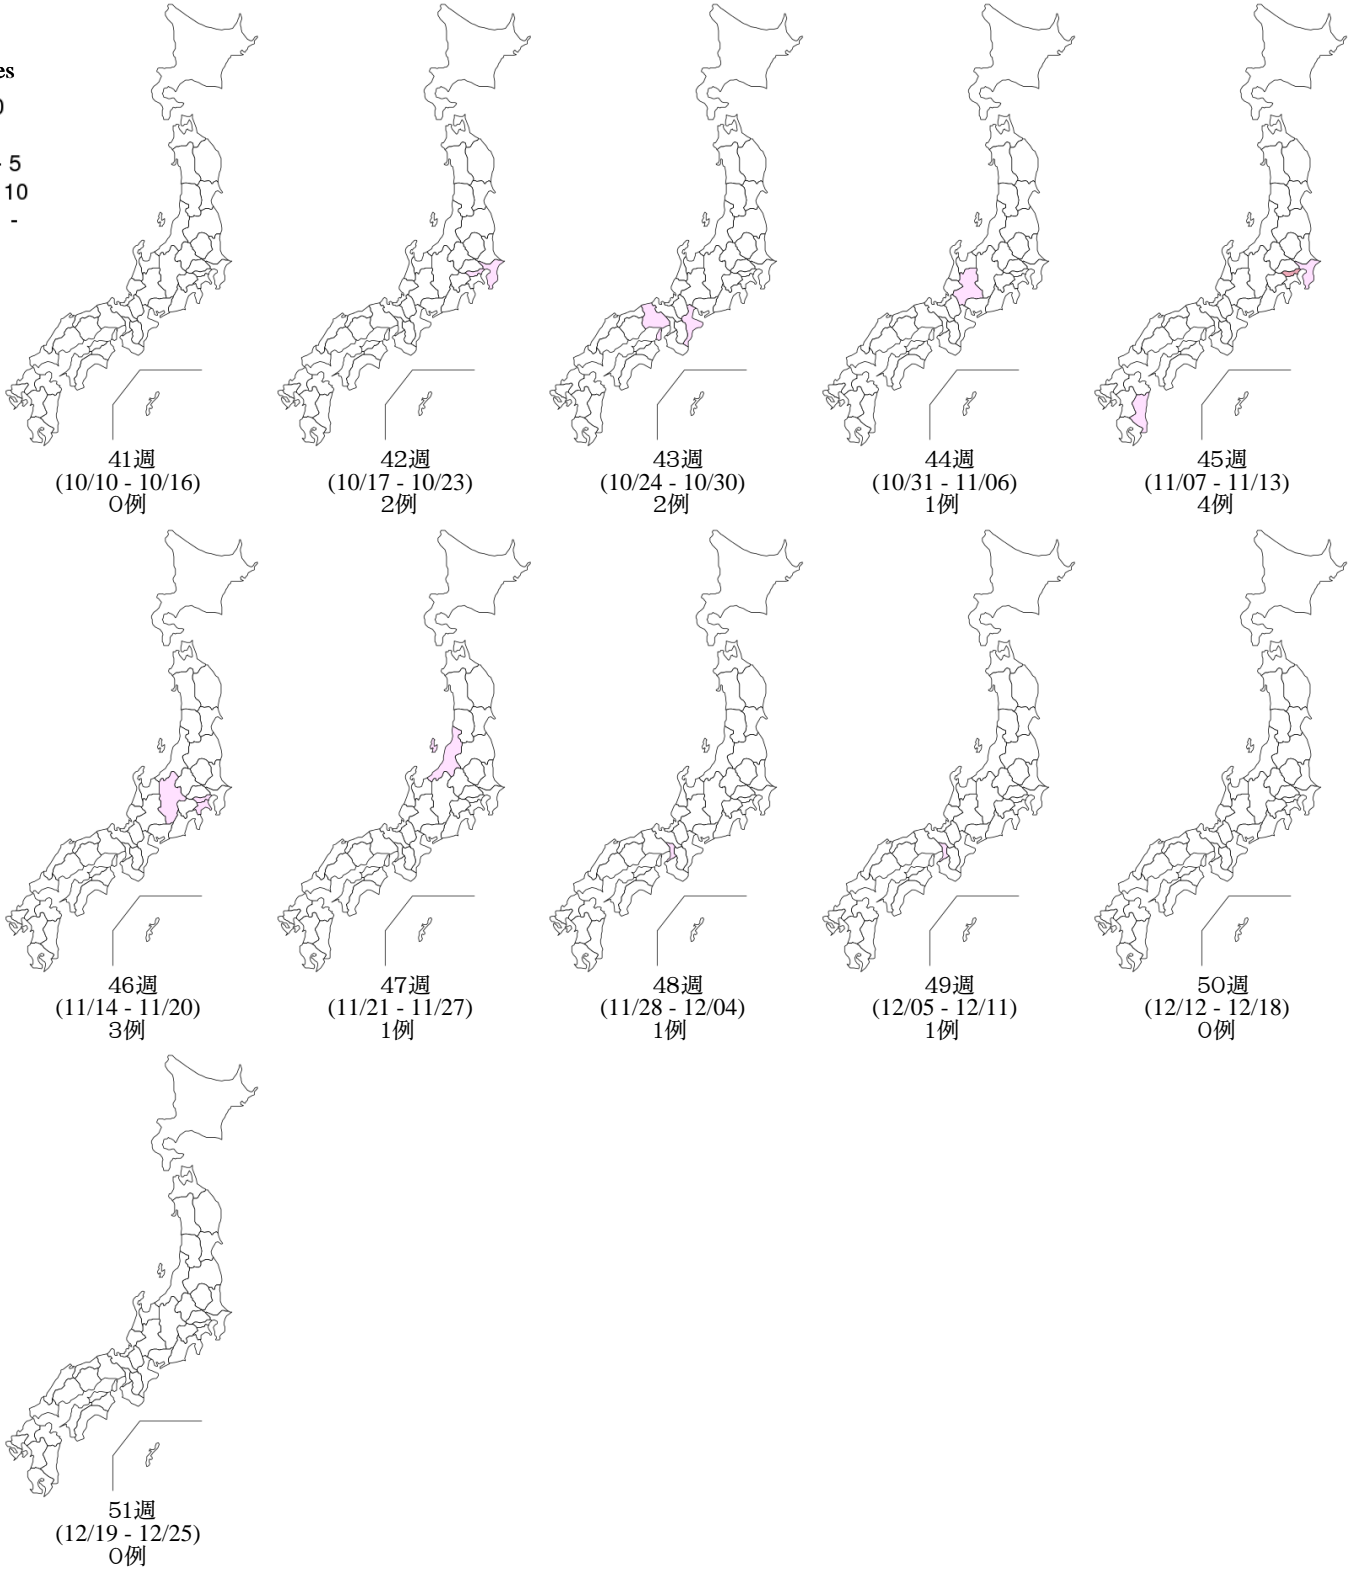 es
0
- 5
10
-
41週
(10/10 - 10/16)
0例
42週
(10/17 - 10/23)
2例
43週
(10/24 - 10/30)
2例
44週
(10/31 - 11/06)
1例
45週
(11/07 - 11/13)
4例
46週
(11/14 - 11/20)
3例
47週
(11/21 - 11/27)
1例
48週
(11/28 - 12/04)
1例
49週
(12/05 - 12/11)
1例
50週
(12/12 - 12/18)
0例
51週
(12/19 - 12/25)
0例